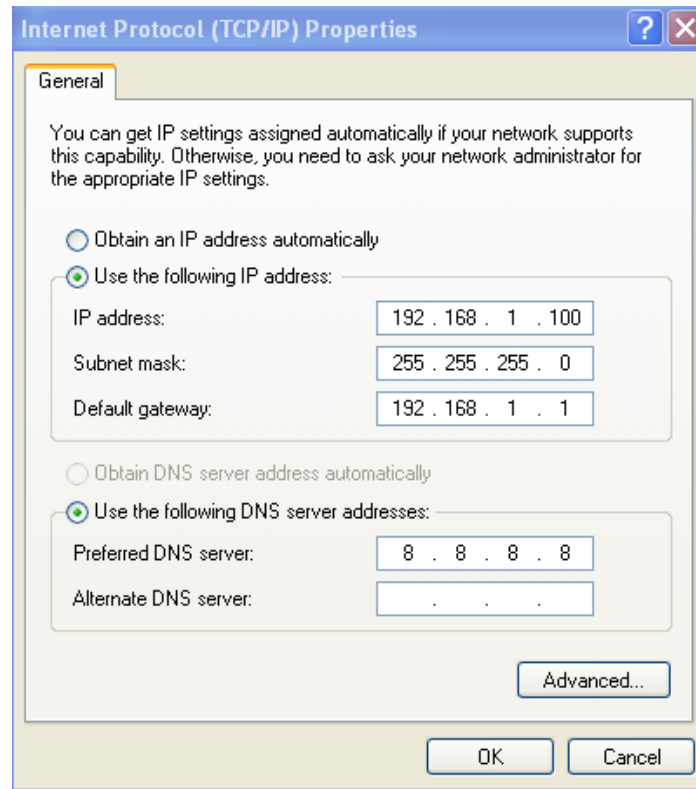 Internet Protocol (TCP/IP) Properties
General
You can get IP settings assigned automatically if your network supports
this capability. Otherwise, you need to ask your network administrator for
the appropriate IP settings.
Obtain an IP address automatically
Use the following IP address:
IP address: 192 . 168 . 1 . 100
Subnet mask: 255 . 255 . 255 . 0
Default gateway: 192 . 168 . 1 . 1
Obtain DNS server address automatically
Use the following DNS server addresses:
Preferred DNS server: 8 . 8 . 8 . 8
Alternate DNS server: . . .
Advanced...
OK Cancel